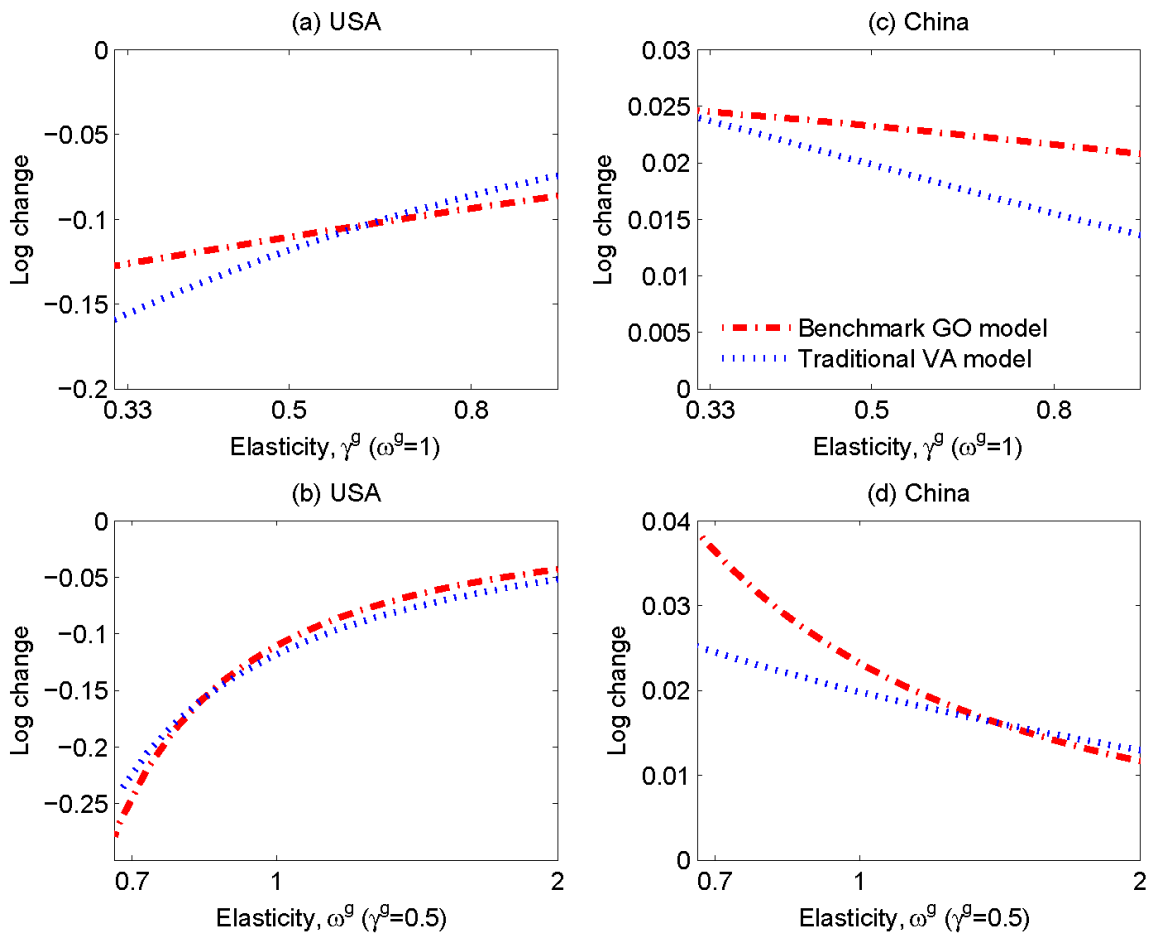 (a) USA
0
−0.05
−0.1
−0.15
−0.2
Log change
0.33 0.5 0.8
Elasticity, γ^g (ω^g=1)
(c) China
0.03
0.025
0.02
0.015
0.01
0.005
0
Log change
Benchmark GO model
Traditional VA model
0.33 0.5 0.8
Elasticity, γ^g (ω^g=1)
(b) USA
0
−0.05
−0.1
−0.15
−0.2
−0.25
Log change
0.7 1 2
Elasticity, ω^g (γ^g=0.5)
(d) China
0.04
0.03
0.02
0.01
0
Log change
0.7 1 2
Elasticity, ω^g (γ^g=0.5)